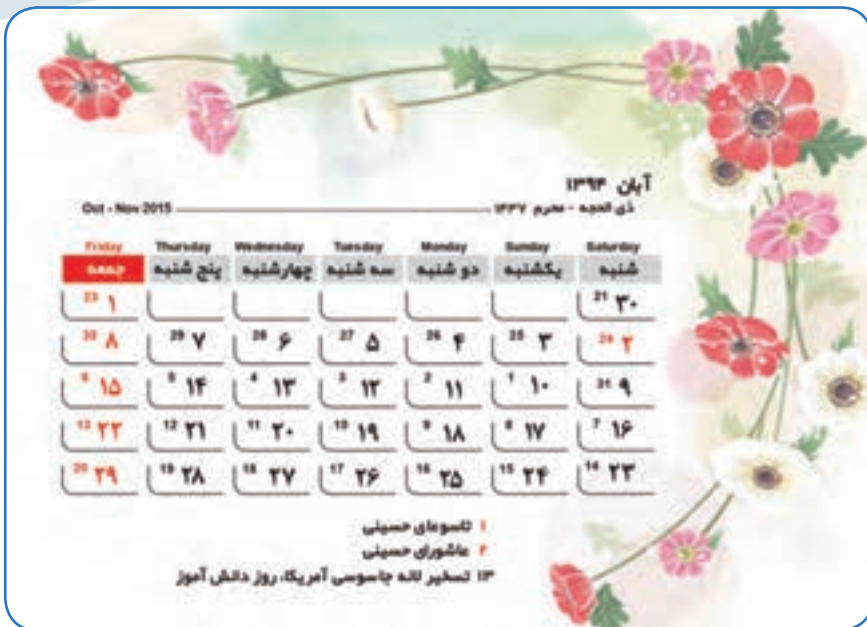 آبان ۱۳۹۴
ذی الحجه - محرم ۱۴۳۷ Oct - Nov 2015
Saturday Sunday Monday Tuesday Wednesday Thursday Friday
شنبه یکشنبه دو شنبه سه شنبه چهارشنبه پنج شنبه جمعه
۳۰ 21 ۱ 23
۲ 24 ۳ 25 ۴ 26 ۵ 27 ۶ 28 ۷ 29 ۸ 30
۹ 31 ۱۰ 1 ۱۱ 2 ۱۲ 3 ۱۳ 4 ۱۴ 5 ۱۵ 6
۱۶ 7 ۱۷ 8 ۱۸ 9 ۱۹ 10 ۲۰ 11 ۲۱ 12 ۲۲ 13
۲۳ 14 ۲۴ 15 ۲۵ 16 ۲۶ 17 ۲۷ 18 ۲۸ 19 ۲۹ 20
۱ تاسوعای حسینی
۲ عاشورای حسینی
۱۳ تسخیر لانه جاسوسی آمریکا، روز دانش آموز